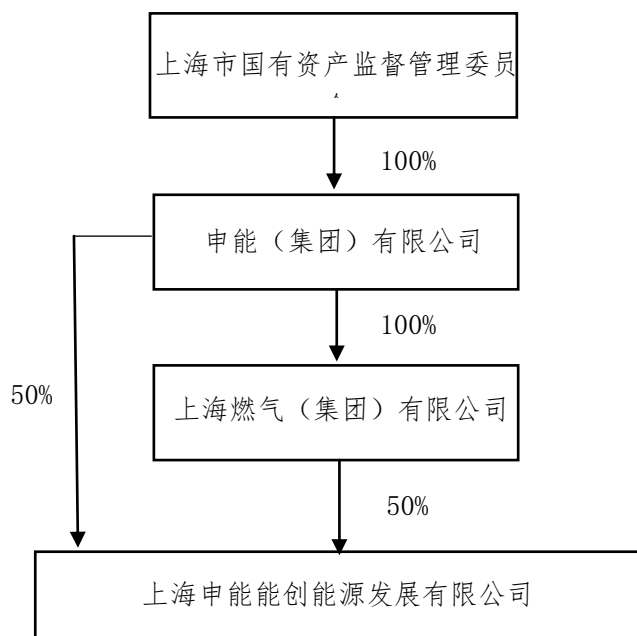 上海市国有资产监督管理委员
100%
申能（集团）有限公司
100%
50%
上海燃气（集团）有限公司
50%
上海申能能创能源发展有限公司